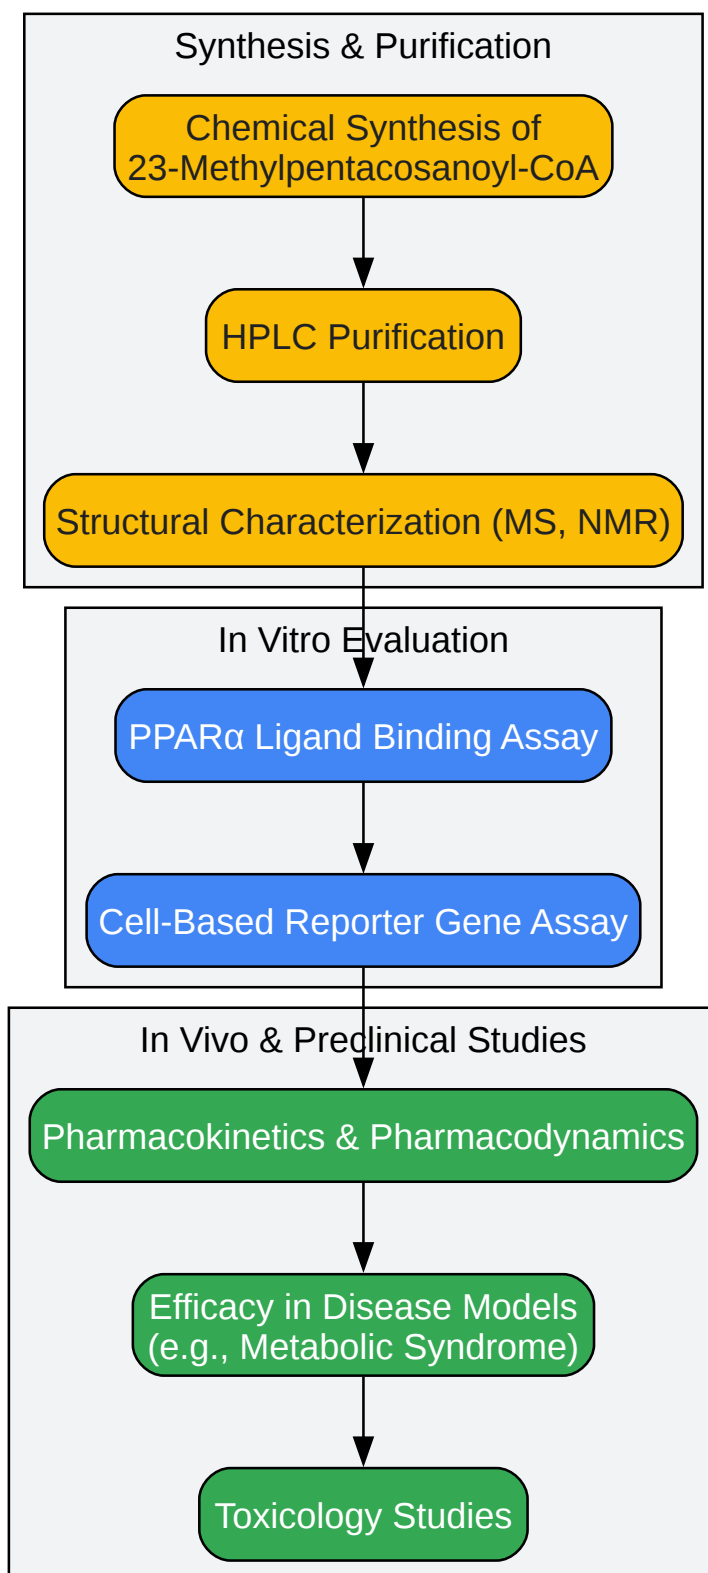 Synthesis & Purification
Chemical Synthesis of
23-Methylpentacosanoyl-CoA
HPLC Purification
Structural Characterization (MS, NMR)
In Vitro Evaluation
PPARα Ligand Binding Assay
Cell-Based Reporter Gene Assay
In Vivo & Preclinical Studies
Pharmacokinetics & Pharmacodynamics
Efficacy in Disease Models
(e.g., Metabolic Syndrome)
Toxicology Studies